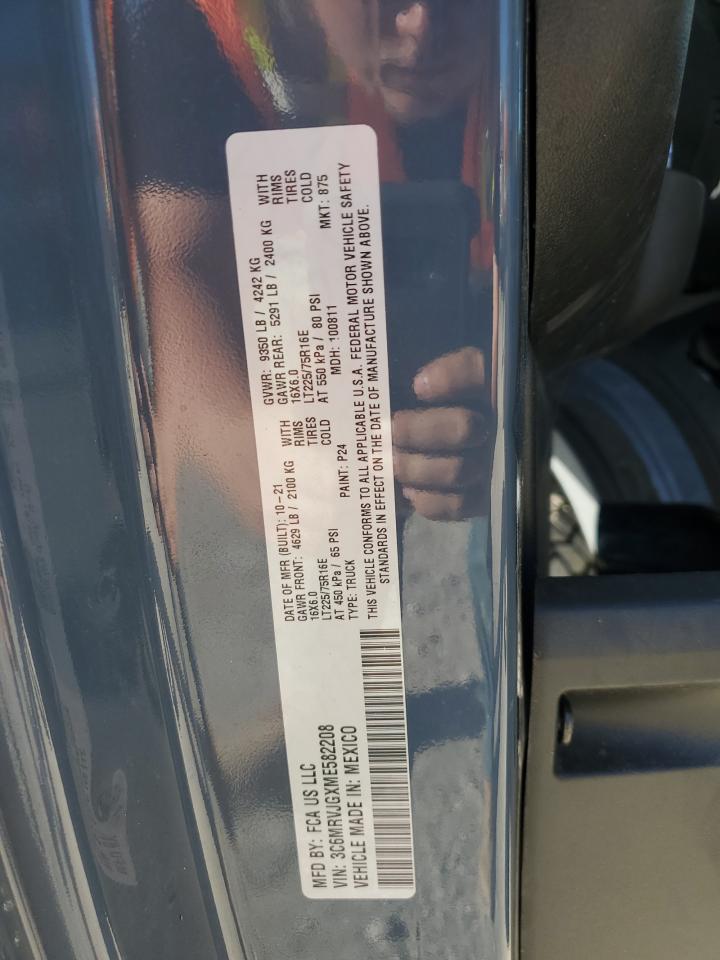 MFD BY: FCA US LLC
DATE OF MFR (BUILT): 10-21
GVWR: 9350 LB / 4242 KG
GAWR FRONT: 4629 LB / 2100 KG WITH
GAWR REAR: 5291 LB / 2400 KG WITH
16X6.0 RIMS
16X6.0 RIMS
LT225/75R16E TIRES
LT225/75R16E TIRES
AT 450 kPa / 65 PSI COLD
AT 550 kPa / 80 PSI COLD
VIN: 3C6MRVJGXME582208
TYPE: TRUCK
PAINT: P24
MDH: 100811
MKT: 875
VEHICLE MADE IN: MEXICO
THIS VEHICLE CONFORMS TO ALL APPLICABLE U.S.A. FEDERAL MOTOR VEHICLE SAFETY
STANDARDS IN EFFECT ON THE DATE OF MANUFACTURE SHOWN ABOVE.